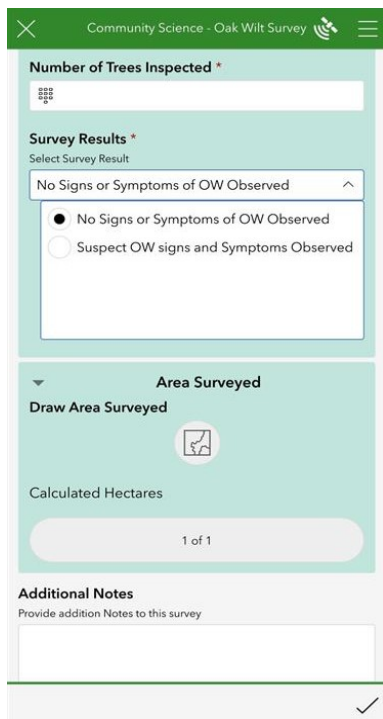 Community Science - Oak Wilt Survey
Number of Trees Inspected *
Survey Results *
Select Survey Result
No Signs or Symptoms of OW Observed
No Signs or Symptoms of OW Observed
Suspect OW signs and Symptoms Observed
Area Surveyed
Draw Area Surveyed
Calculated Hectares
1 of 1
Additional Notes
Provide addition Notes to this survey